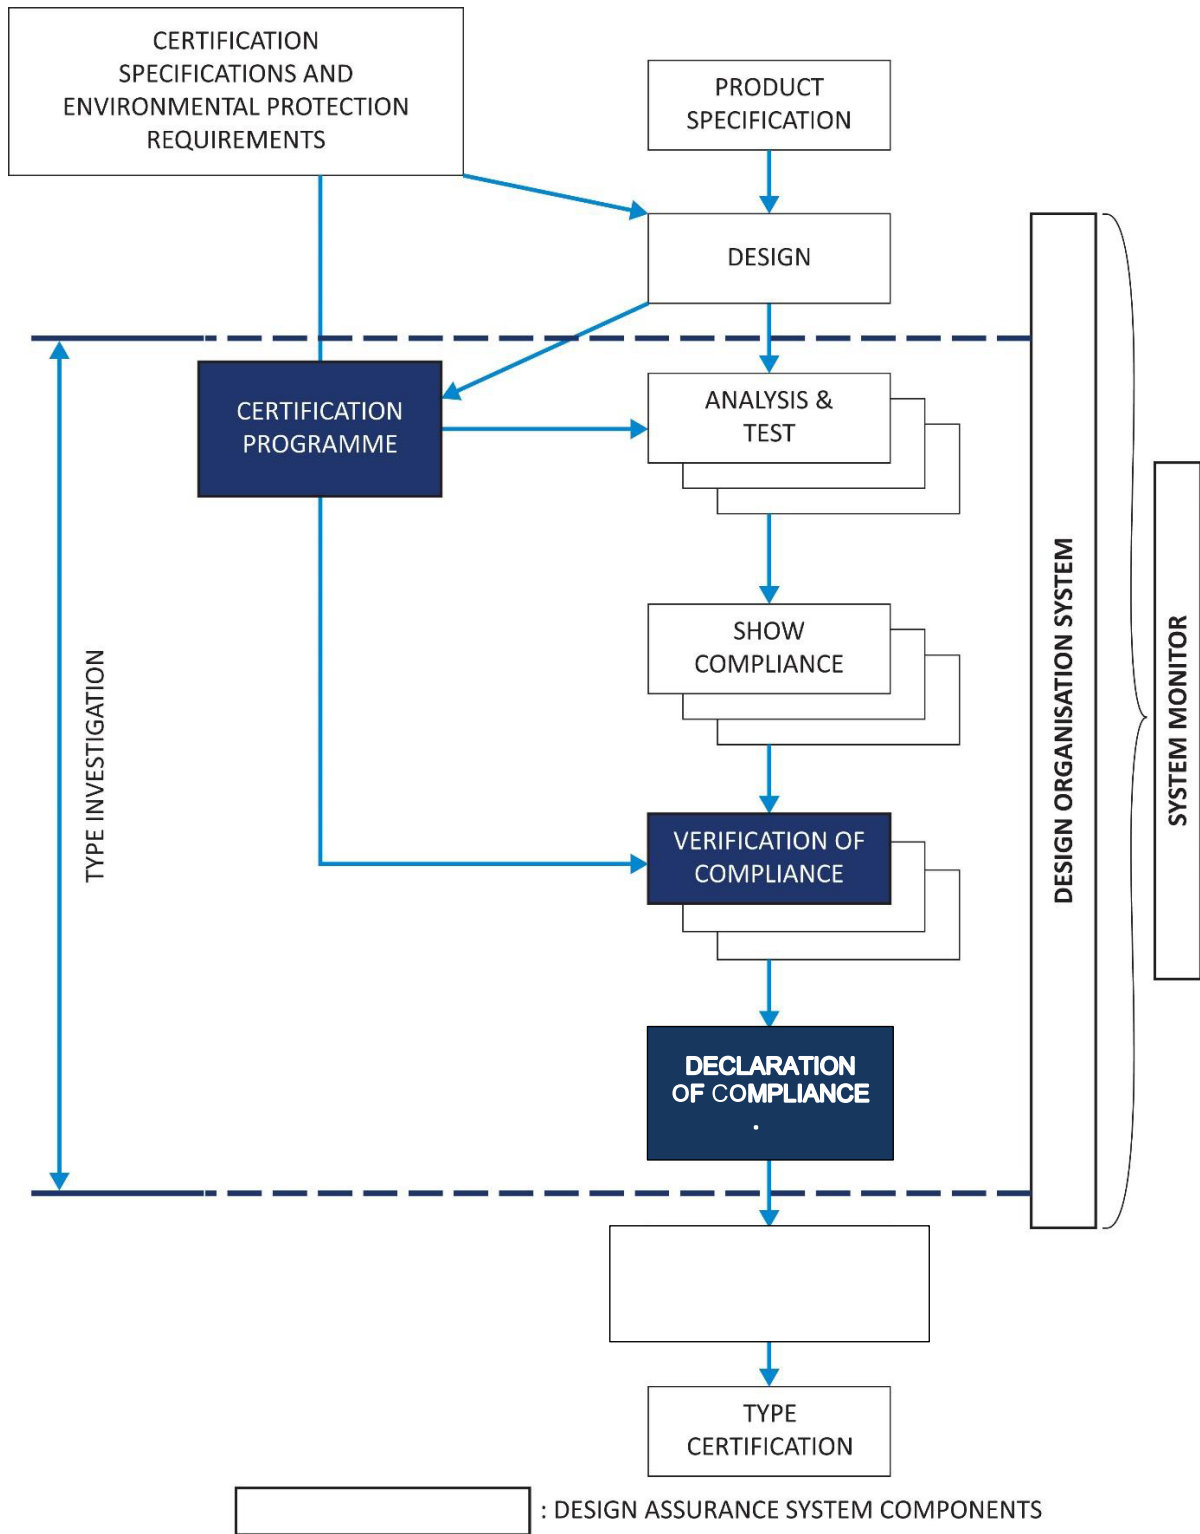 CERTIFICATION
SPECIFICATIONS AND
ENVIRONMENTAL PROTECTION
REQUIREMENTS
PRODUCT
SPECIFICATION
DESIGN
CERTIFICATION
PROGRAMME
ANALYSIS &
TEST
SHOW
COMPLIANCE
VERIFICATION OF
COMPLIANCE
DECLARATION
OF COMPLIANCE
.
TYPE INVESTIGATION
DESIGN ORGANISATION SYSTEM
SYSTEM MONITOR
TYPE
CERTIFICATION
: DESIGN ASSURANCE SYSTEM COMPONENTS